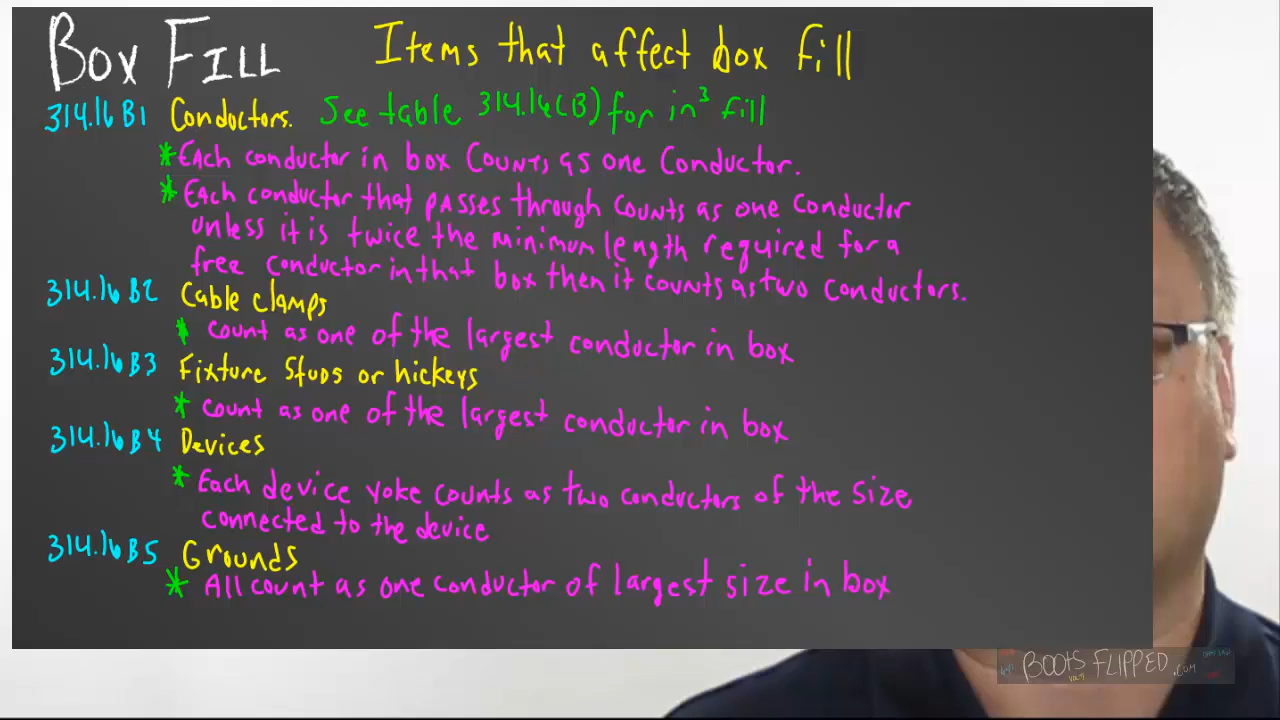 Box Fill Items that affect box fill
314.16 B1 Conductors. See table 314.16(B) for in³ fill
* Each conductor in box counts as one conductor.
* Each conductor that passes through counts as one conductor
unless it is twice the minimum length required for a
free conductor in that box then it counts as two conductors.
314.16 B2 Cable clamps
* count as one of the largest conductor in box
314.16 B3 Fixture studs or hickeys
* count as one of the largest conductor in box
314.16 B4 Devices
* Each device yoke counts as two conductors of the size
connected to the device
314.16 B5 Grounds
* All count as one conductor of largest size in box
Boots Flipped.com